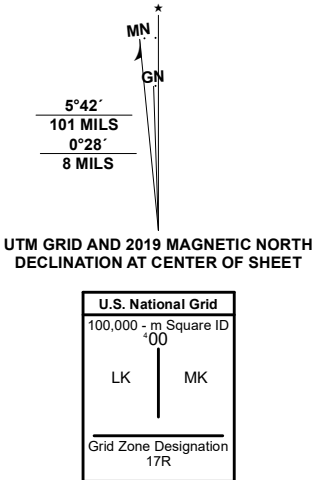 ★
MN
GN
5°42´
101 MILS
0°28´
8 MILS
UTM GRID AND 2019 MAGNETIC NORTH
DECLINATION AT CENTER OF SHEET
U.S. National Grid
100,000 - m Square ID
⁴00
LK MK
Grid Zone Designation
17R